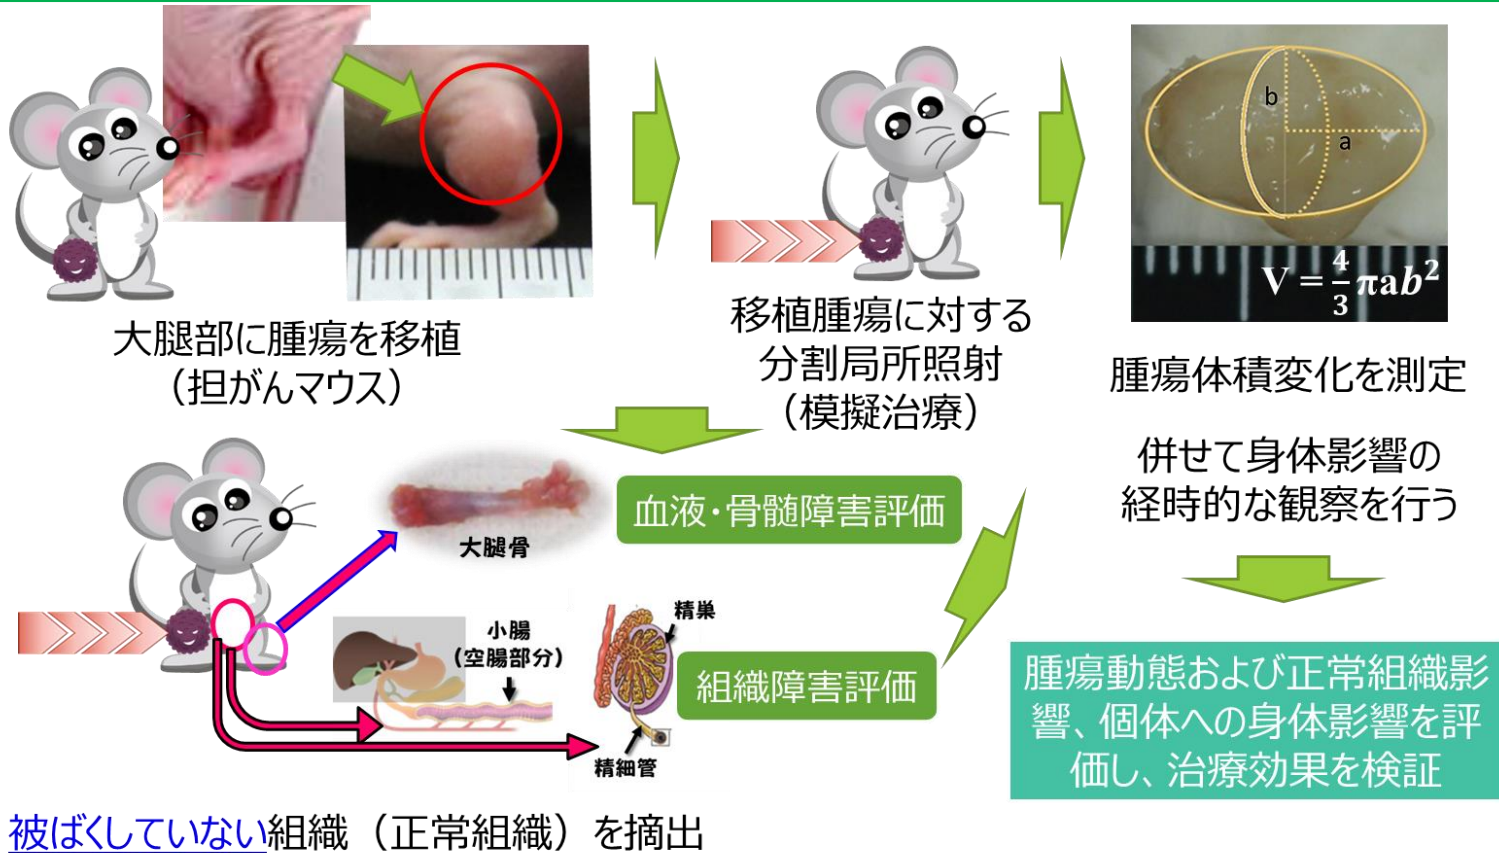 b
a
V = 4/3 πab²
大腿部に腫瘍を移植
（担がんマウス）
移植腫瘍に対する
分割局所照射
（模擬治療）
腫瘍体積変化を測定
併せて身体影響の
経時的な観察を行う
大腿骨
血液・骨髄障害評価
小腸
（空腸部分）
精巣
精細管
組織障害評価
腫瘍動態および正常組織影
響、個体への身体影響を評
価し、治療効果を検証
被ばくしていない組織（正常組織）を摘出